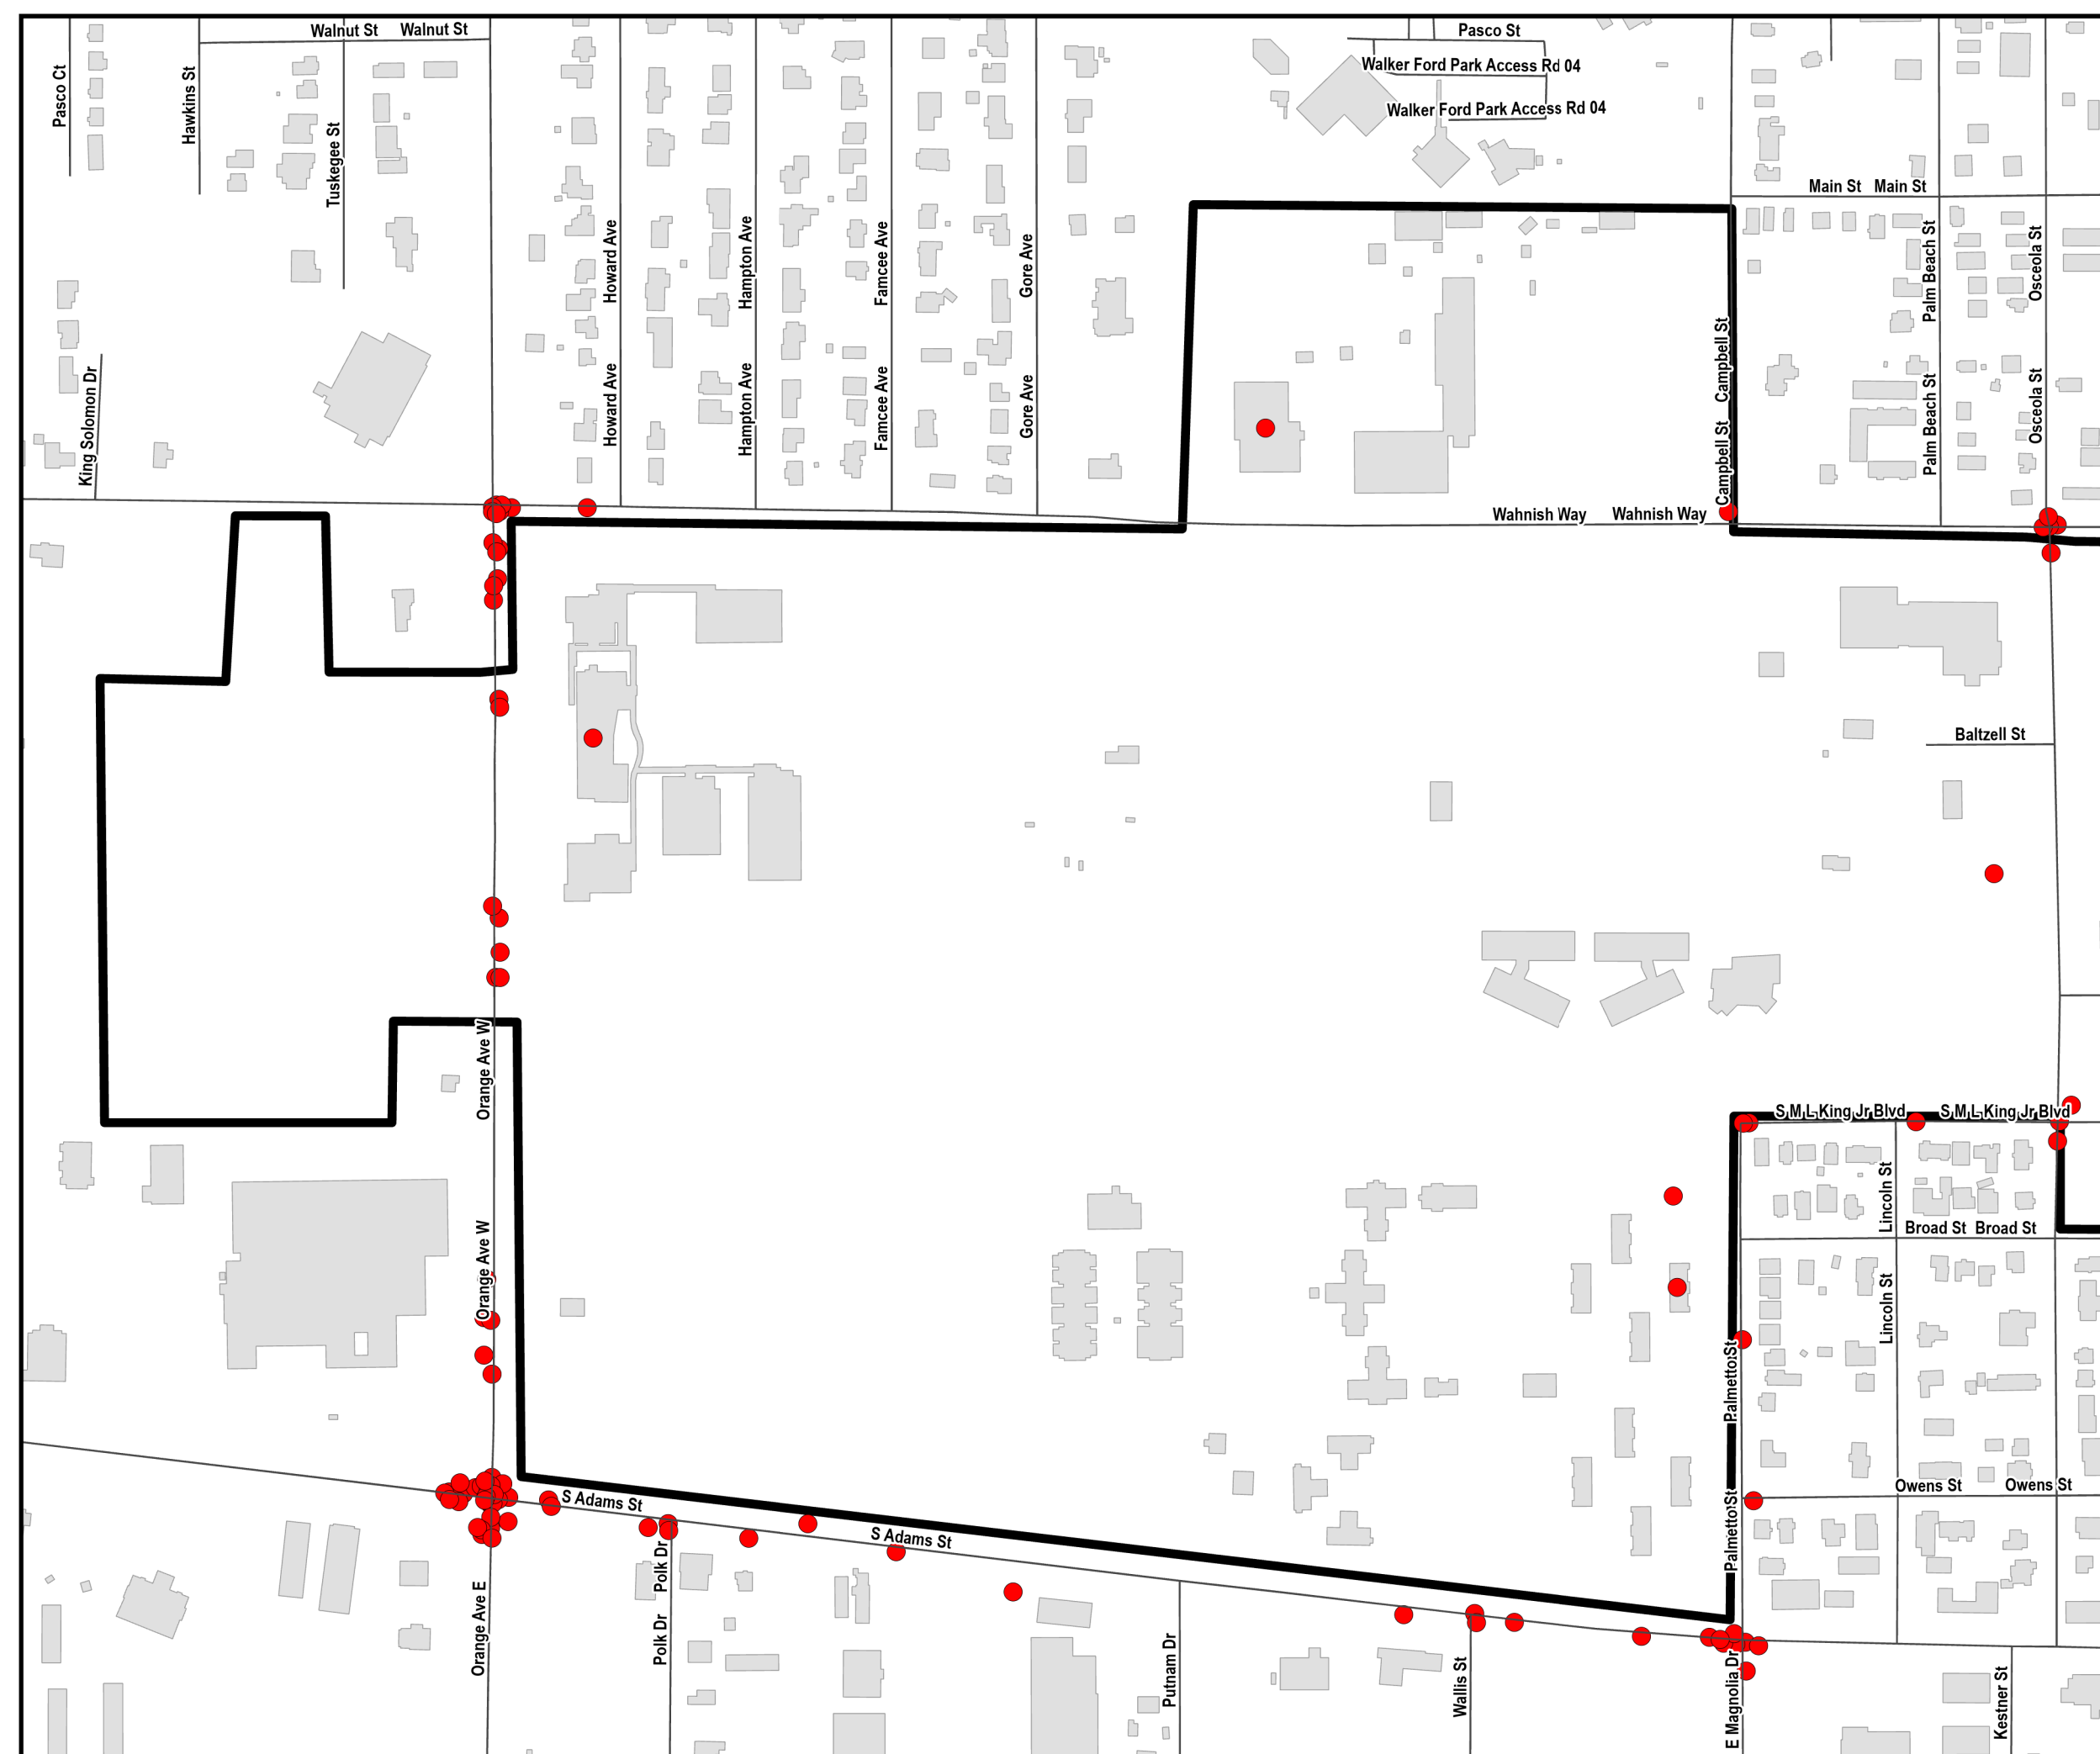 Walnut St Walnut St
Pasco St
Pasco Ct
Hawkins St
Tuskegee St
Walker Ford Park Access Rd 04
Walker Ford Park Access Rd 04
Main St Main St
Howard Ave
Hampton Ave
Famcee Ave
Gore Ave
Palm Beach St
Osceola St
Campbell St
King Solomon Dr
Howard Ave
Hampton Ave
Famcee Ave
Gore Ave
Campbell St
Palm Beach St
Osceola St
Wahnish Way Wahnish Way
Baltzell St
Orange Ave W
S M L King Jr Blvd S M L King Jr Blvd
Lincoln St
Broad St Broad St
Orange Ave W
Lincoln St
Palmetto St
Owens St Owens St
S Adams St
S Adams St
Palmetto St
Polk Dr
Orange Ave E
Polk Dr
Putnam Dr
Wallis St
E Magnolia Dr
Kestner St